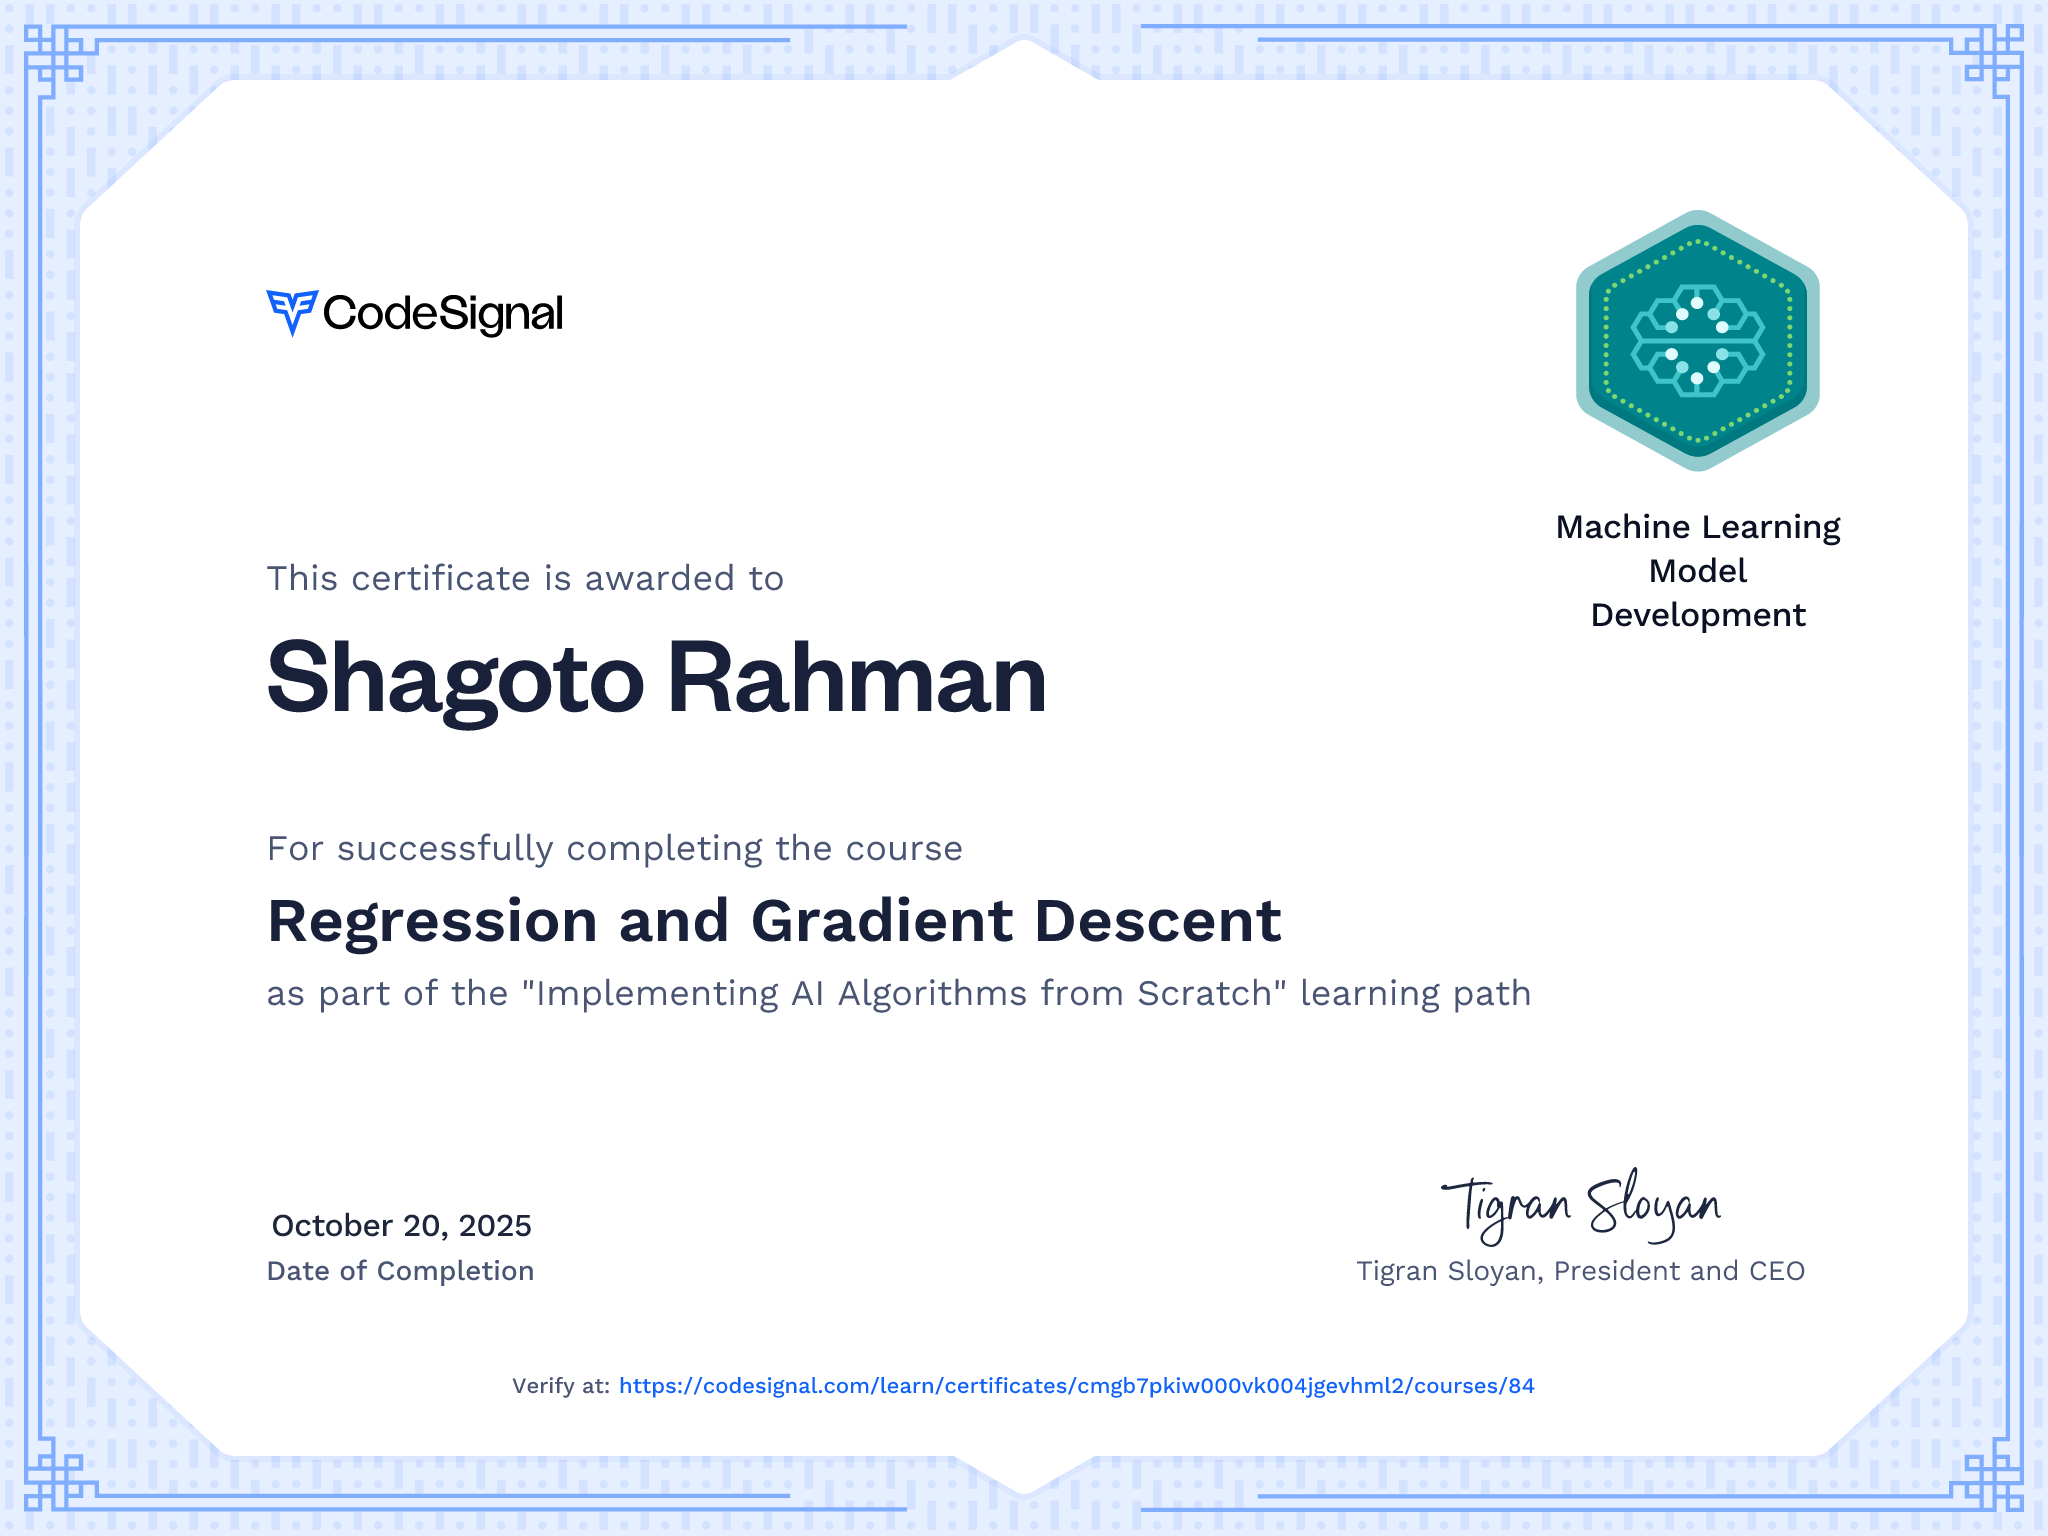 CodeSignal
Machine Learning
Model
Development
This certificate is awarded to
Shagoto Rahman
For successfully completing the course
Regression and Gradient Descent
as part of the "Implementing AI Algorithms from Scratch" learning path
October 20, 2025
Date of Completion
Tigran Sloyan
Tigran Sloyan, President and CEO
Verify at: https://codesignal.com/learn/certificates/cmgb7pkiw000vk004jgevhml2/courses/84